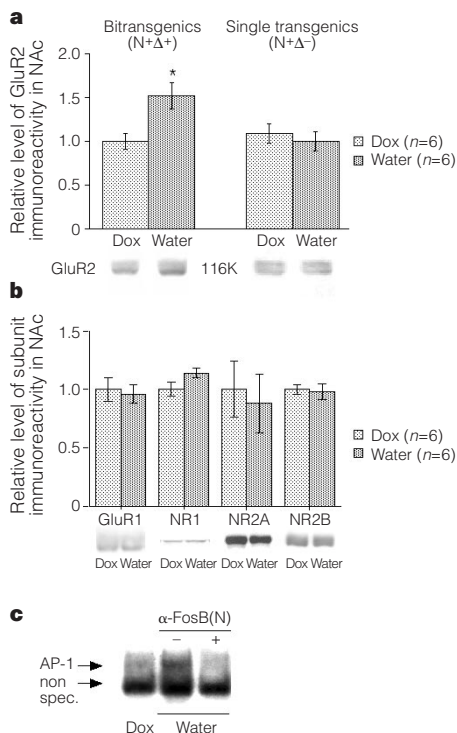 a
Bitransgenics
(N+Δ+)
Single transgenics
(N+Δ–)
Relative level of GluR2
immunoreactivity in NAc
2.0
1.5
1.0
0.5
0
*
Dox Water
Dox Water
Dox (n=6)
Water (n=6)
GluR2
116K
b
Relative level of subunit
immunoreactivity in NAc
1.5
1.0
0.5
0
Dox (n=6)
Water (n=6)
GluR1 NR1 NR2A NR2B
Dox Water Dox Water Dox Water Dox Water
c
α-FosB(N)
– +
AP-1
non
spec.
Dox Water